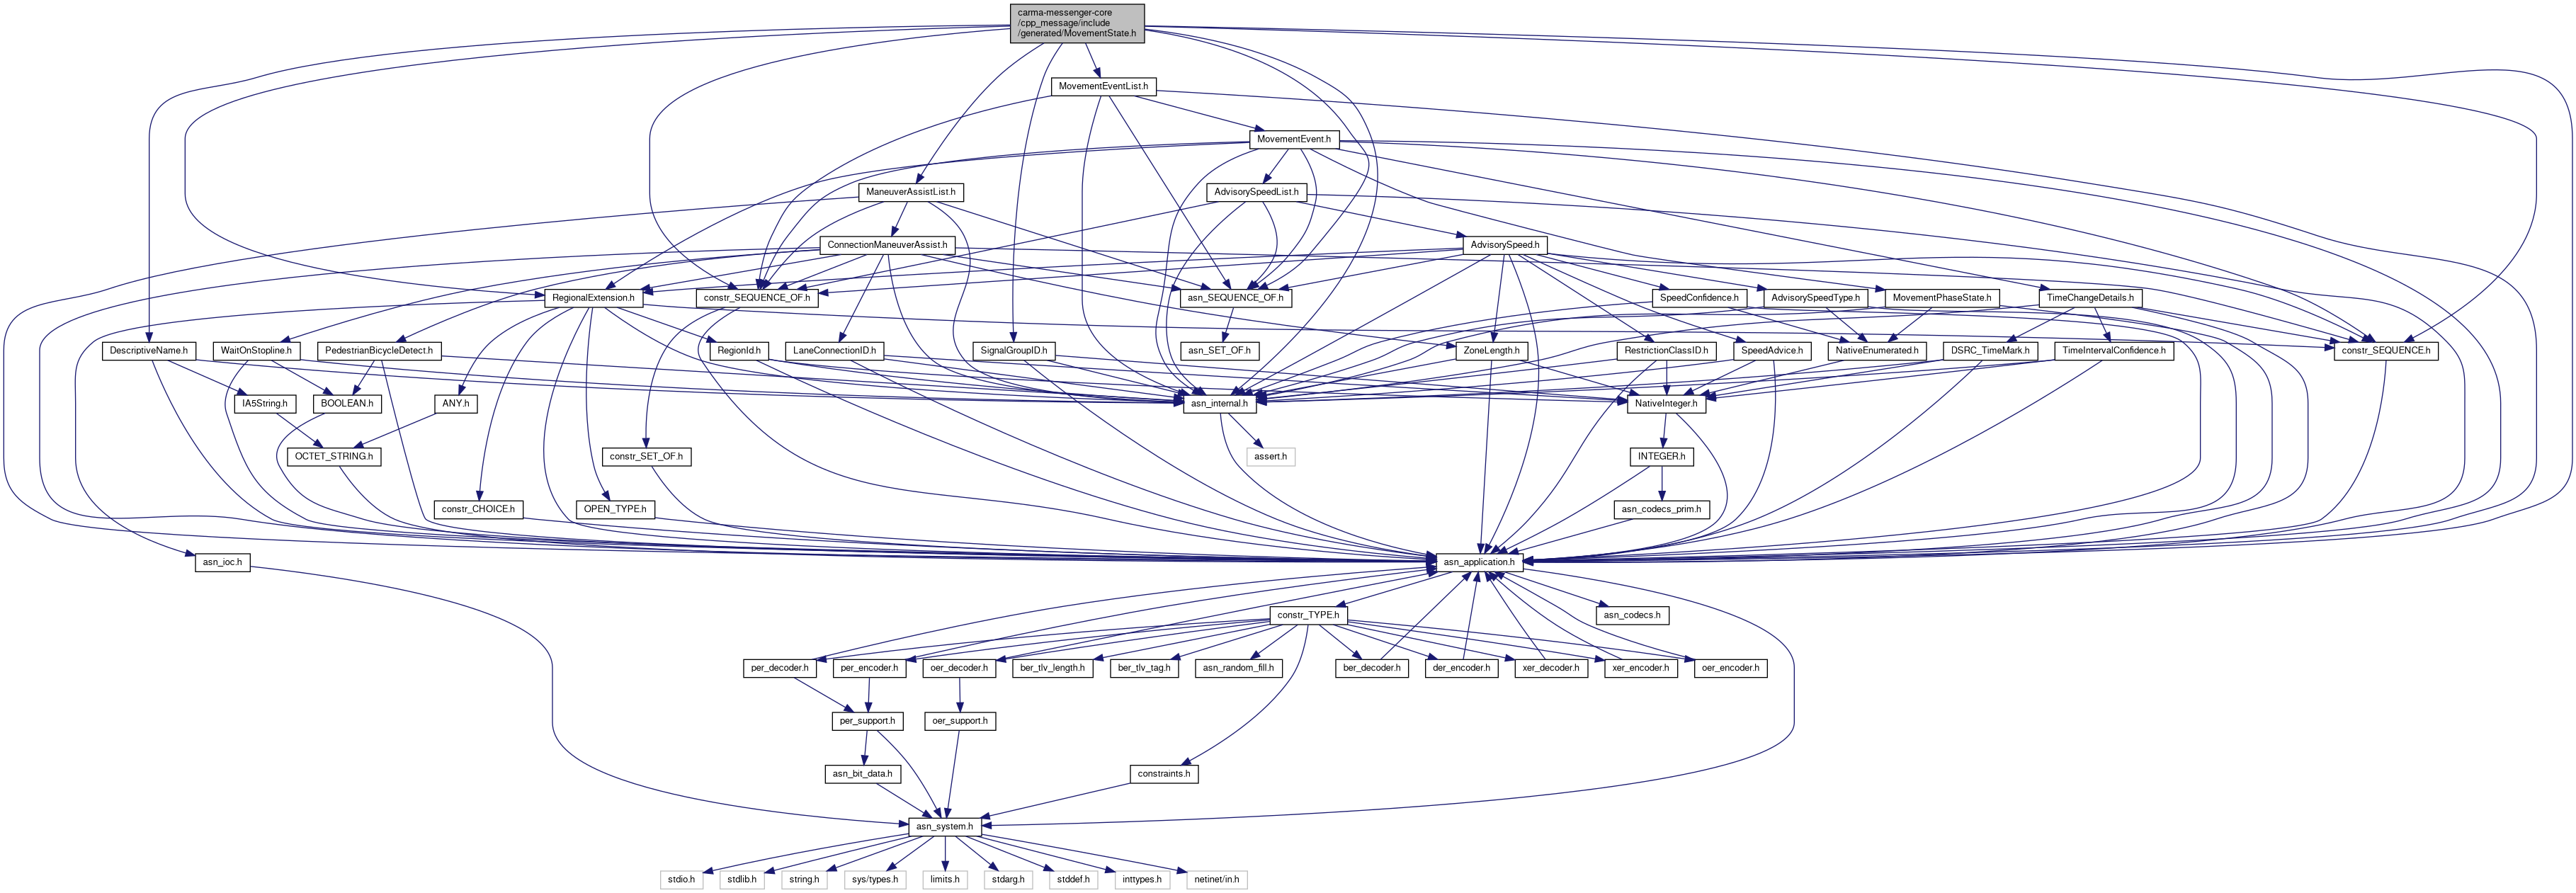 carma-messenger-core
/cpp_message/include
/generated/MovementState.h
MovementEventList.h
MovementEvent.h
ManeuverAssistList.h
AdvisorySpeedList.h
ConnectionManeuverAssist.h
AdvisorySpeed.h
RegionalExtension.h
constr_SEQUENCE_OF.h
asn_SEQUENCE_OF.h
SpeedConfidence.h
AdvisorySpeedType.h
MovementPhaseState.h
TimeChangeDetails.h
DescriptiveName.h
WaitOnStopline.h
PedestrianBicycleDetect.h
RegionId.h
LaneConnectionID.h
SignalGroupID.h
asn_SET_OF.h
ZoneLength.h
RestrictionClassID.h
SpeedAdvice.h
NativeEnumerated.h
DSRC_TimeMark.h
TimeIntervalConfidence.h
constr_SEQUENCE.h
IA5String.h
BOOLEAN.h
ANY.h
asn_internal.h
NativeInteger.h
OCTET_STRING.h
constr_SET_OF.h
assert.h
INTEGER.h
constr_CHOICE.h
OPEN_TYPE.h
asn_codecs_prim.h
asn_ioc.h
asn_application.h
constr_TYPE.h
asn_codecs.h
per_decoder.h
per_encoder.h
oer_decoder.h
ber_tlv_length.h
ber_tlv_tag.h
asn_random_fill.h
ber_decoder.h
der_encoder.h
xer_decoder.h
xer_encoder.h
oer_encoder.h
per_support.h
oer_support.h
asn_bit_data.h
constraints.h
asn_system.h
stdio.h
stdlib.h
string.h
sys/types.h
limits.h
stdarg.h
stddef.h
inttypes.h
netinet/in.h